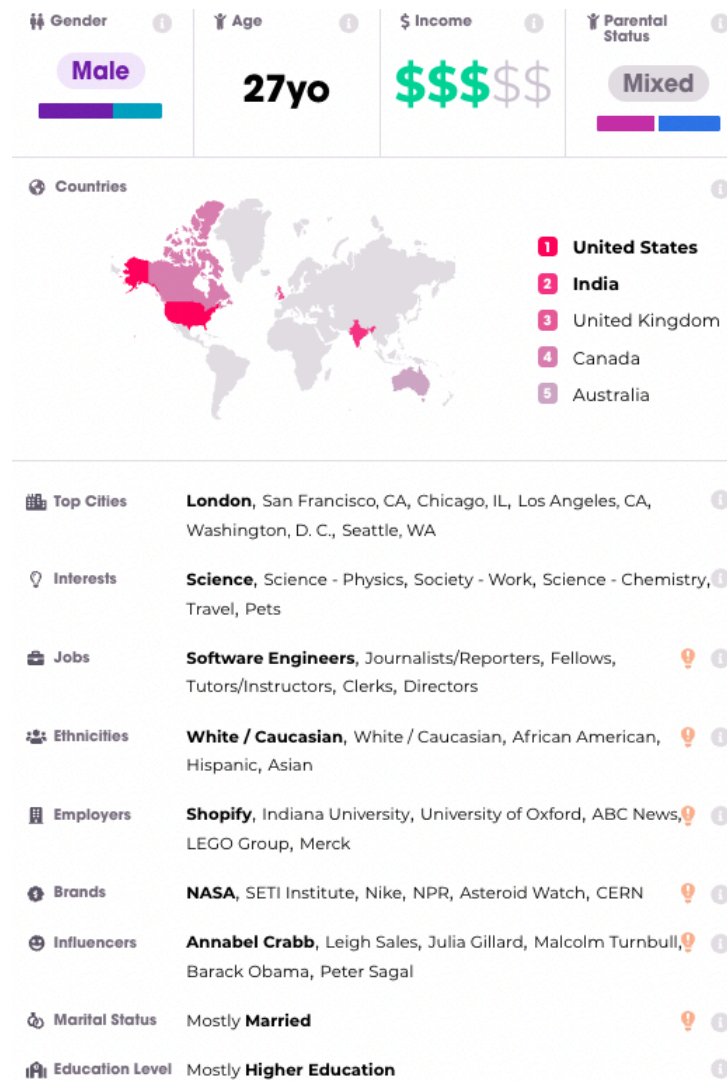 Gender
Age
$ Income
Parental
Status
Male
27yo
$$$$$
Mixed
Countries
1 United States
2 India
3 United Kingdom
4 Canada
5 Australia
Top Cities
London, San Francisco, CA, Chicago, IL, Los Angeles, CA,
Washington, D. C., Seattle, WA
Interests
Science, Science - Physics, Society - Work, Science - Chemistry,
Travel, Pets
Jobs
Software Engineers, Journalists/Reporters, Fellows,
Tutors/Instructors, Clerks, Directors
Ethnicities
White / Caucasian, White / Caucasian, African American,
Hispanic, Asian
Employers
Shopify, Indiana University, University of Oxford, ABC News,
LEGO Group, Merck
Brands
NASA, SETI Institute, Nike, NPR, Asteroid Watch, CERN
Influencers
Annabel Crabb, Leigh Sales, Julia Gillard, Malcolm Turnbull,
Barack Obama, Peter Sagal
Marital Status
Mostly Married
Education Level
Mostly Higher Education